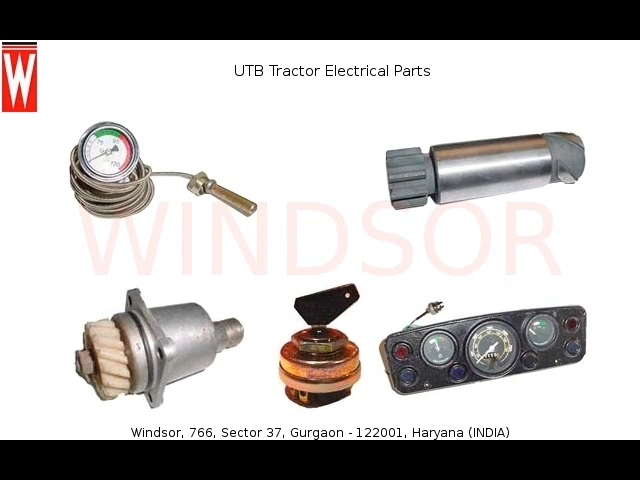 W
UTB Tractor Electrical Parts
WINDSOR
Windsor, 766, Sector 37, Gurgaon - 122001, Haryana (INDIA)